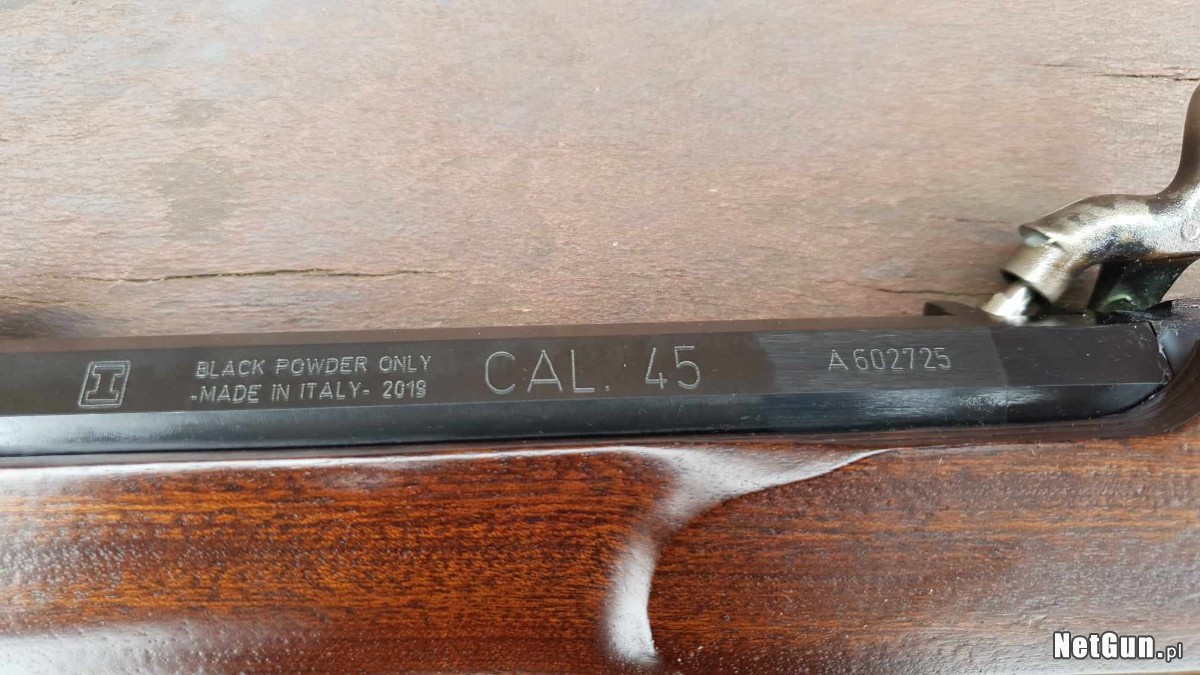 I
BLACK POWDER ONLY
-MADE IN ITALY- 2019
CAL. 45
A602725
NetGun.pl